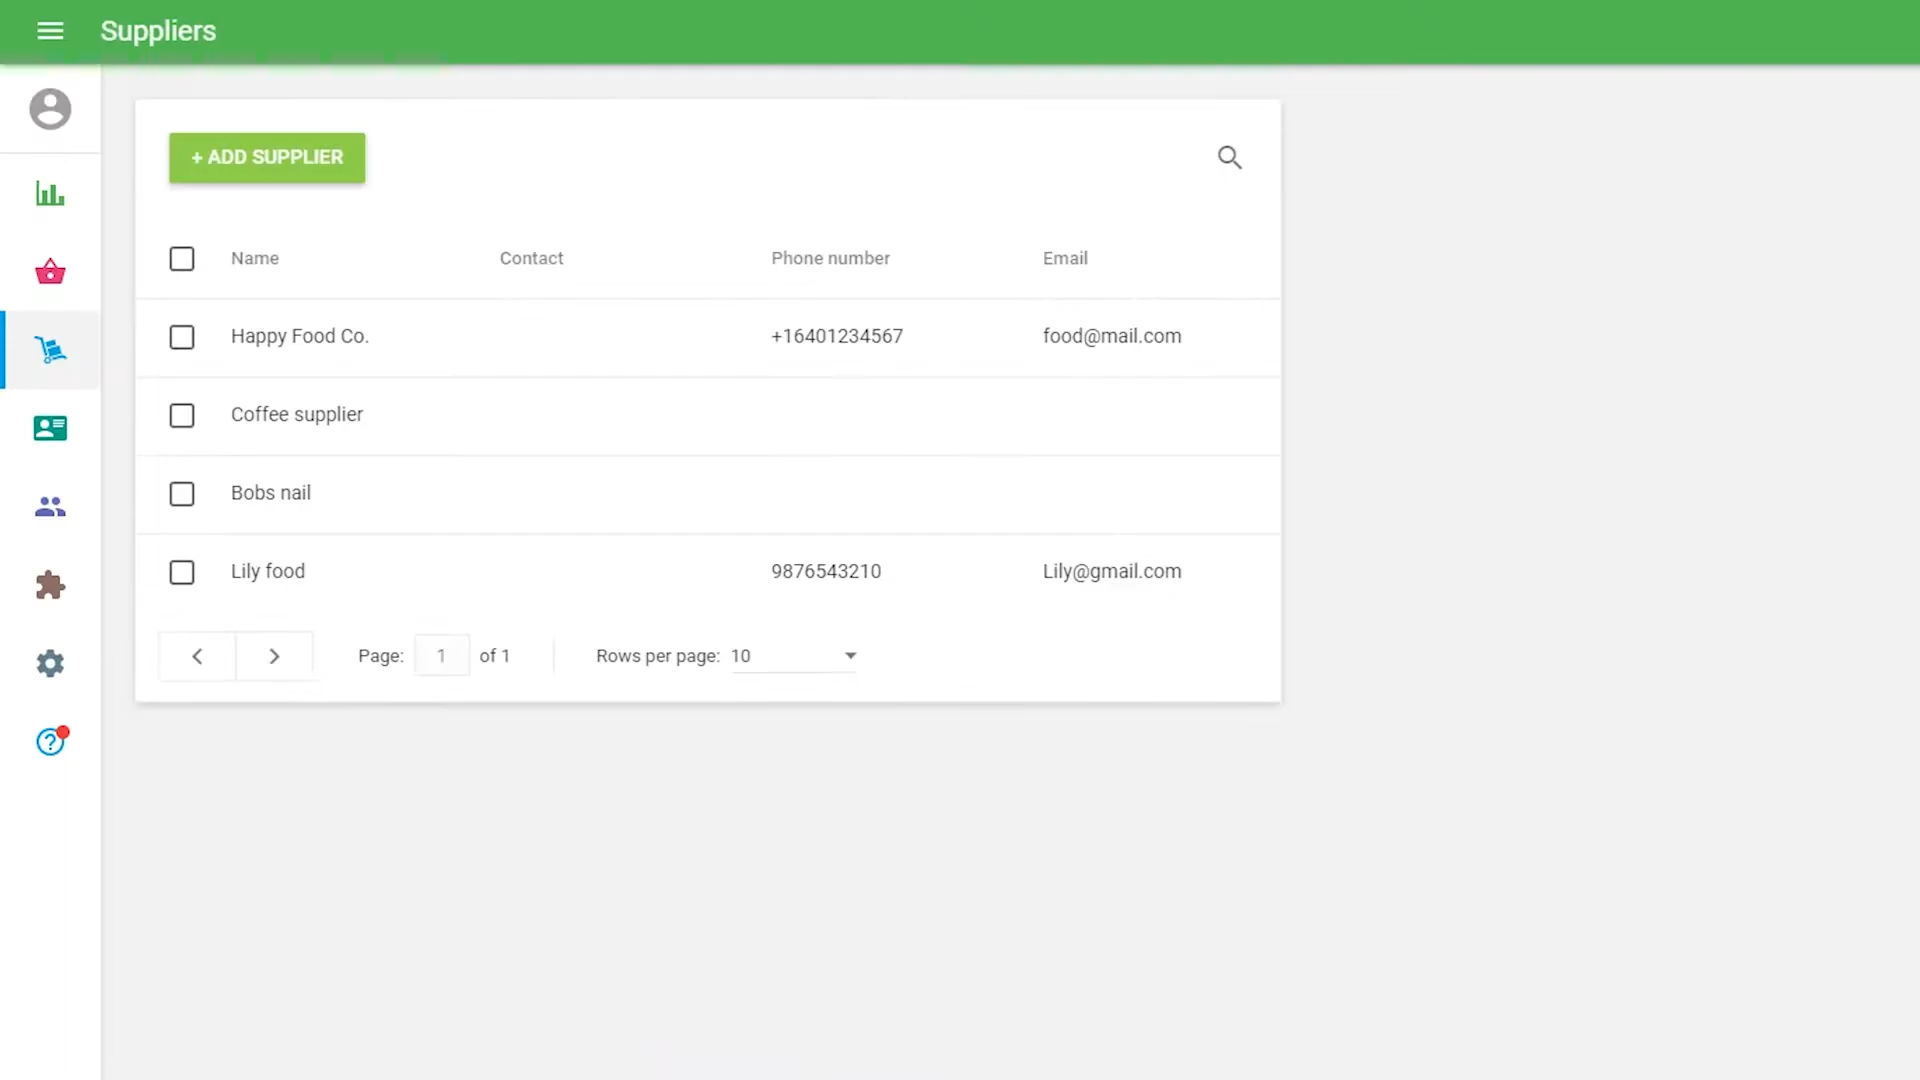 Suppliers
+ ADD SUPPLIER
Name Contact Phone number Email
Happy Food Co. +16401234567 food@mail.com
Coffee supplier
Bobs nail
Lily food 9876543210 Lily@gmail.com
Page: 1 of 1 Rows per page: 10